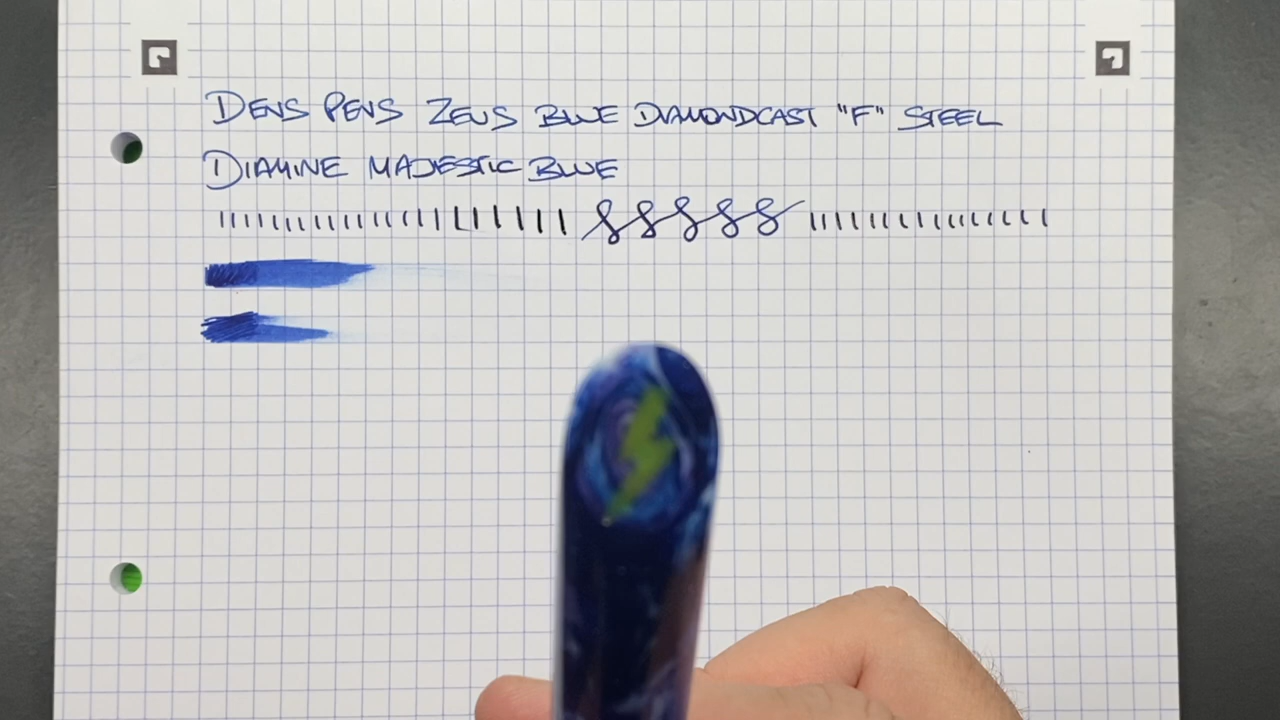 DENS PENS ZEUS BLUE DIAMONDCAST "F" STEEL
DIAMINE MAJESTIC BLUE